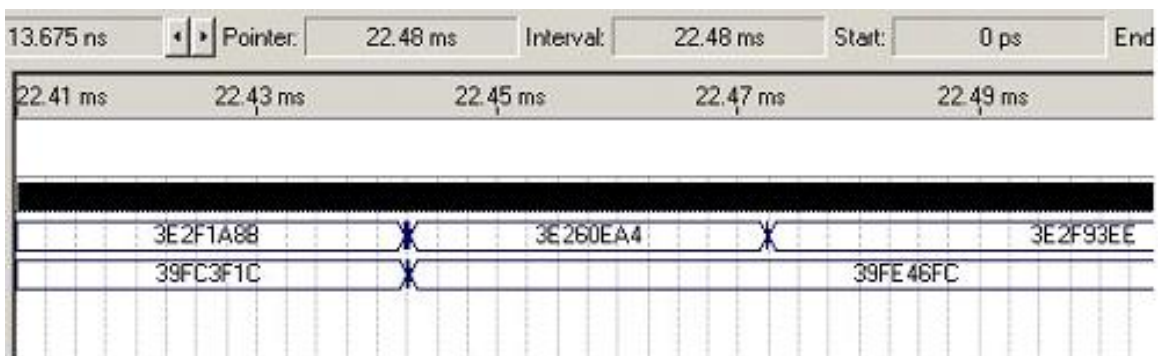 13.675 ns Pointer: 22.48 ms Interval: 22.48 ms Start: 0 ps End
22.41 ms 22.43 ms 22.45 ms 22.47 ms 22.49 ms
3E2F1A8B 3E260EA4 3E2F93EE
39FC3F1C 39FE46FC